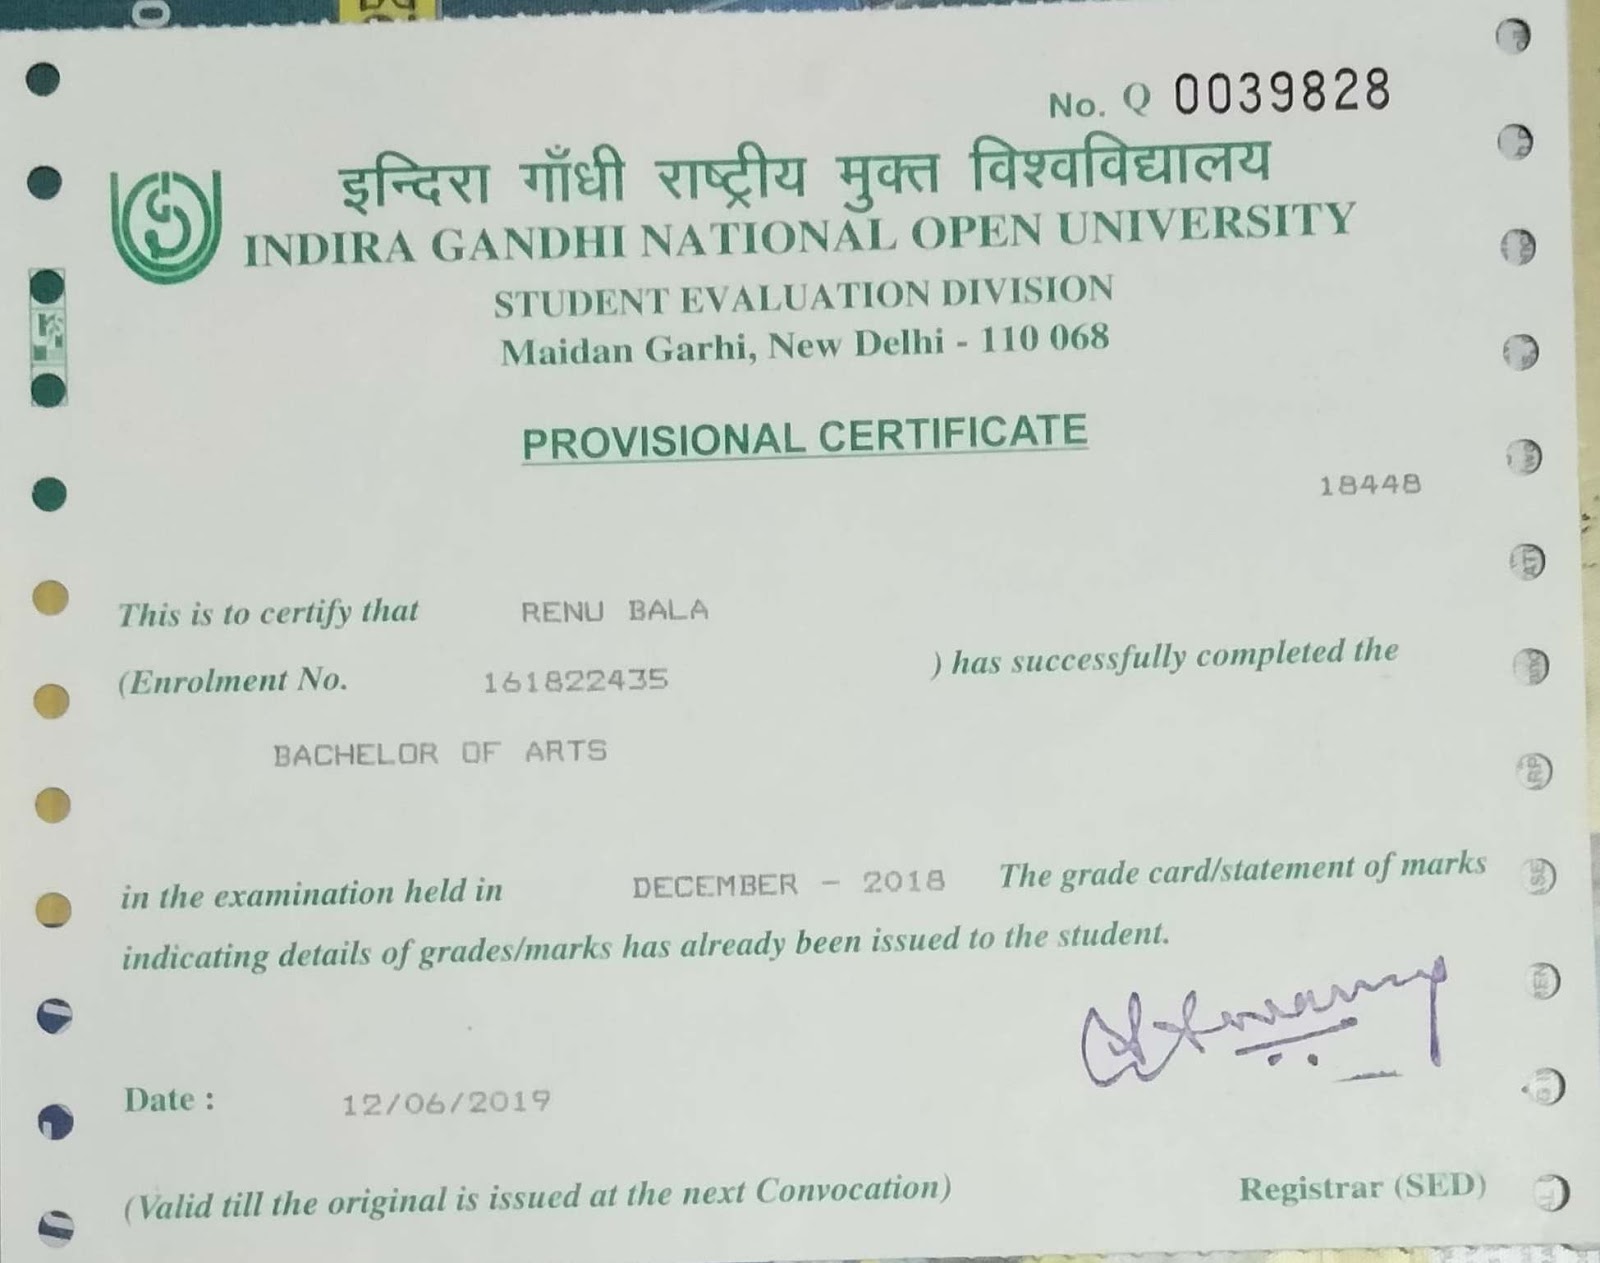 No. Q 0039828
इन्दिरा गाँधी राष्ट्रीय मुक्त विश्वविद्यालय
INDIRA GANDHI NATIONAL OPEN UNIVERSITY
STUDENT EVALUATION DIVISION
Maidan Garhi, New Delhi - 110 068
PROVISIONAL CERTIFICATE
18448
This is to certify that RENU BALA
(Enrolment No. 161822435 ) has successfully completed the
BACHELOR OF ARTS
in the examination held in DECEMBER - 2018 The grade card/statement of marks
indicating details of grades/marks has already been issued to the student.
Date : 12/06/2019
(Valid till the original is issued at the next Convocation) Registrar (SED)